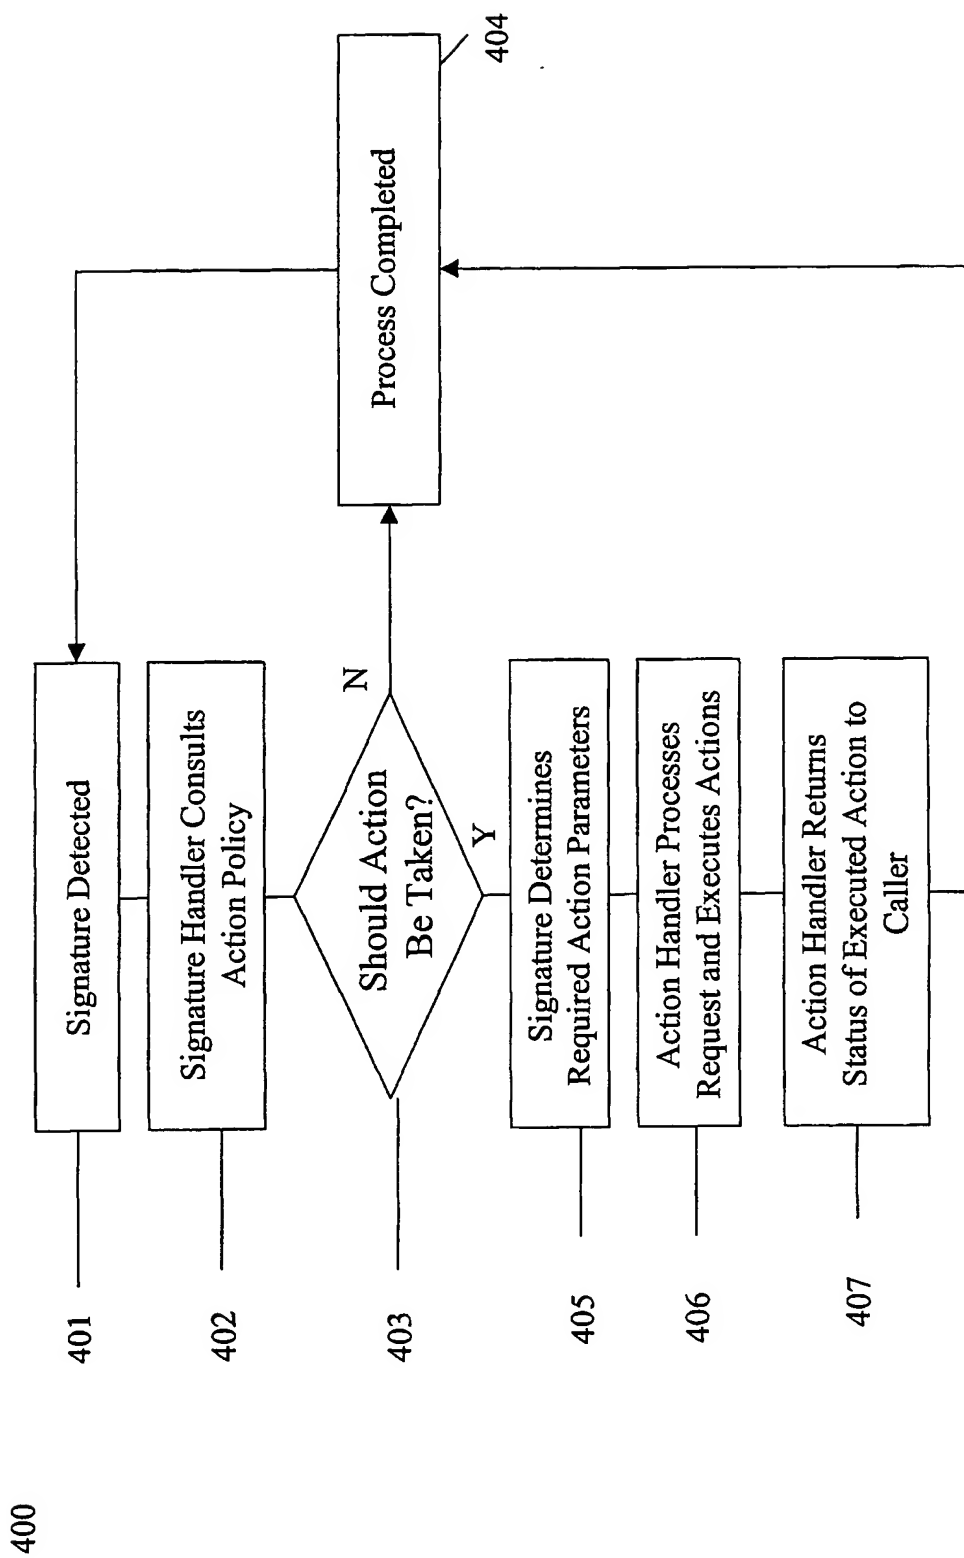 400
401
Signature Detected
402
Signature Handler Consults
Action Policy
403
Should Action
Be Taken?
N
Y
Process Completed
404
405
Signature Determines
Required Action Parameters
406
Action Handler Processes
Request and Executes Actions
407
Action Handler Returns
Status of Executed Action to
Caller